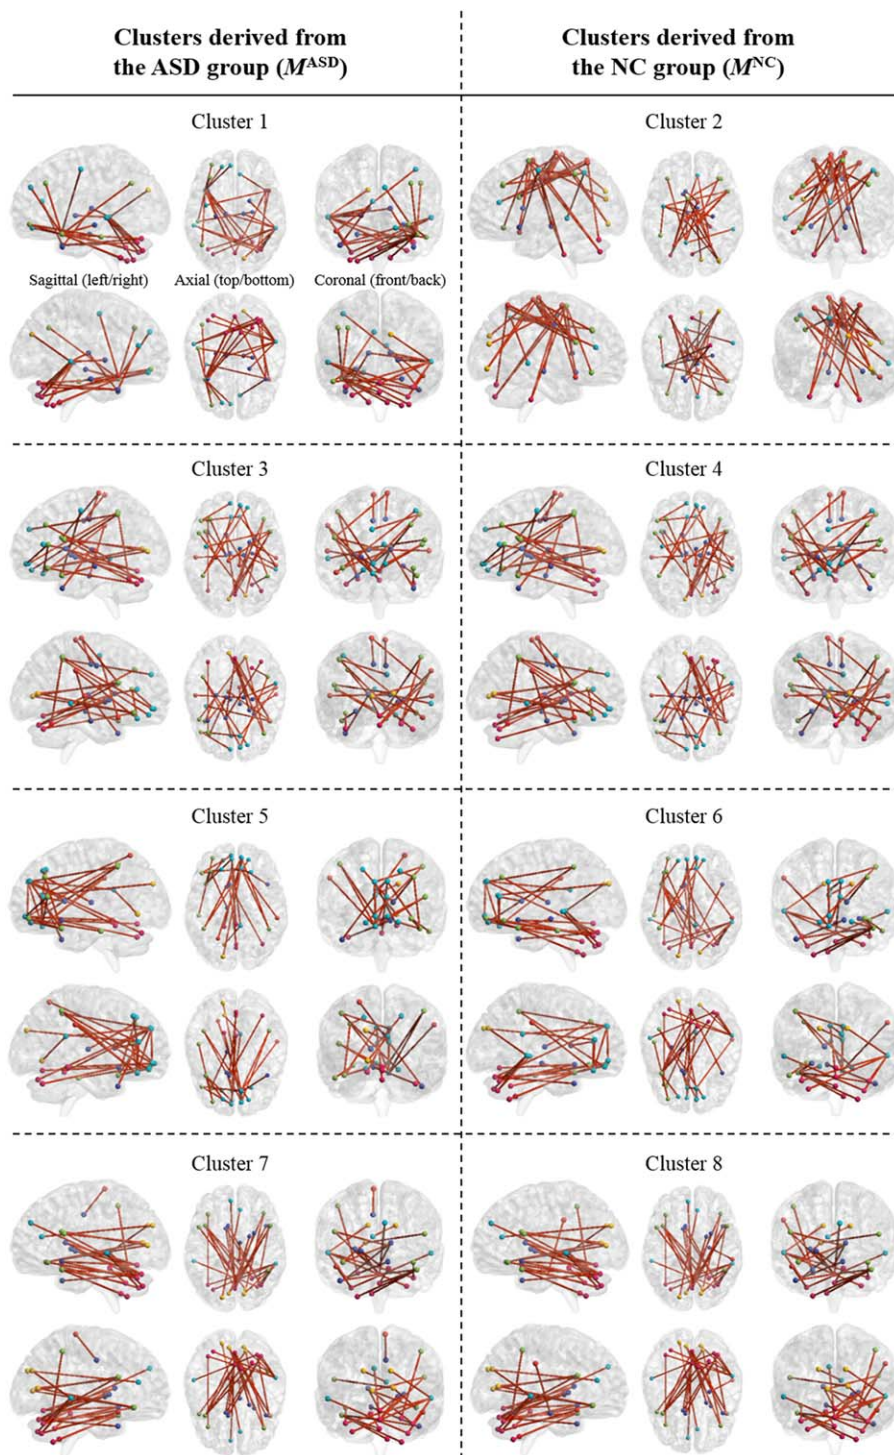 Clusters derived from
the ASD group (M^ASD)
Clusters derived from
the NC group (M^NC)
Cluster 1
Cluster 2
Sagittal (left/right)
Axial (top/bottom)
Coronal (front/back)
Cluster 3
Cluster 4
Cluster 5
Cluster 6
Cluster 7
Cluster 8